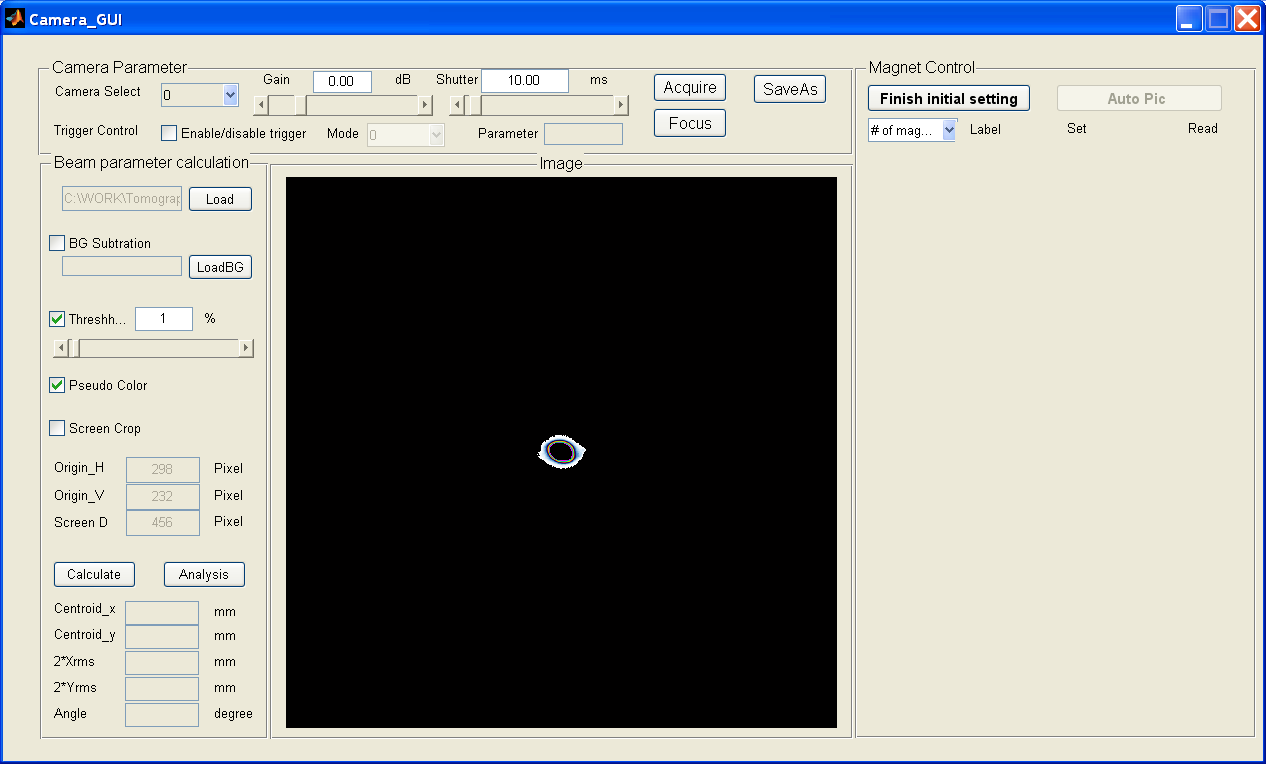 Camera_GUI
Camera Parameter
Camera Select 0 Gain 0.00 dB Shutter 10.00 ms Acquire SaveAs
Trigger Control Enable/disable trigger Mode 0 Parameter Focus
Magnet Control
Finish initial setting Auto Pic
# of mag... Label Set Read
Beam parameter calculation
C:\WORK\Tomograp Load
BG Subtration
LoadBG
Threshh... 1 %
Pseudo Color
Screen Crop
Origin_H 298 Pixel
Origin_V 232 Pixel
Screen D 456 Pixel
Calculate Analysis
Centroid_x mm
Centroid_y mm
2*Xrms mm
2*Yrms mm
Angle degree
Image